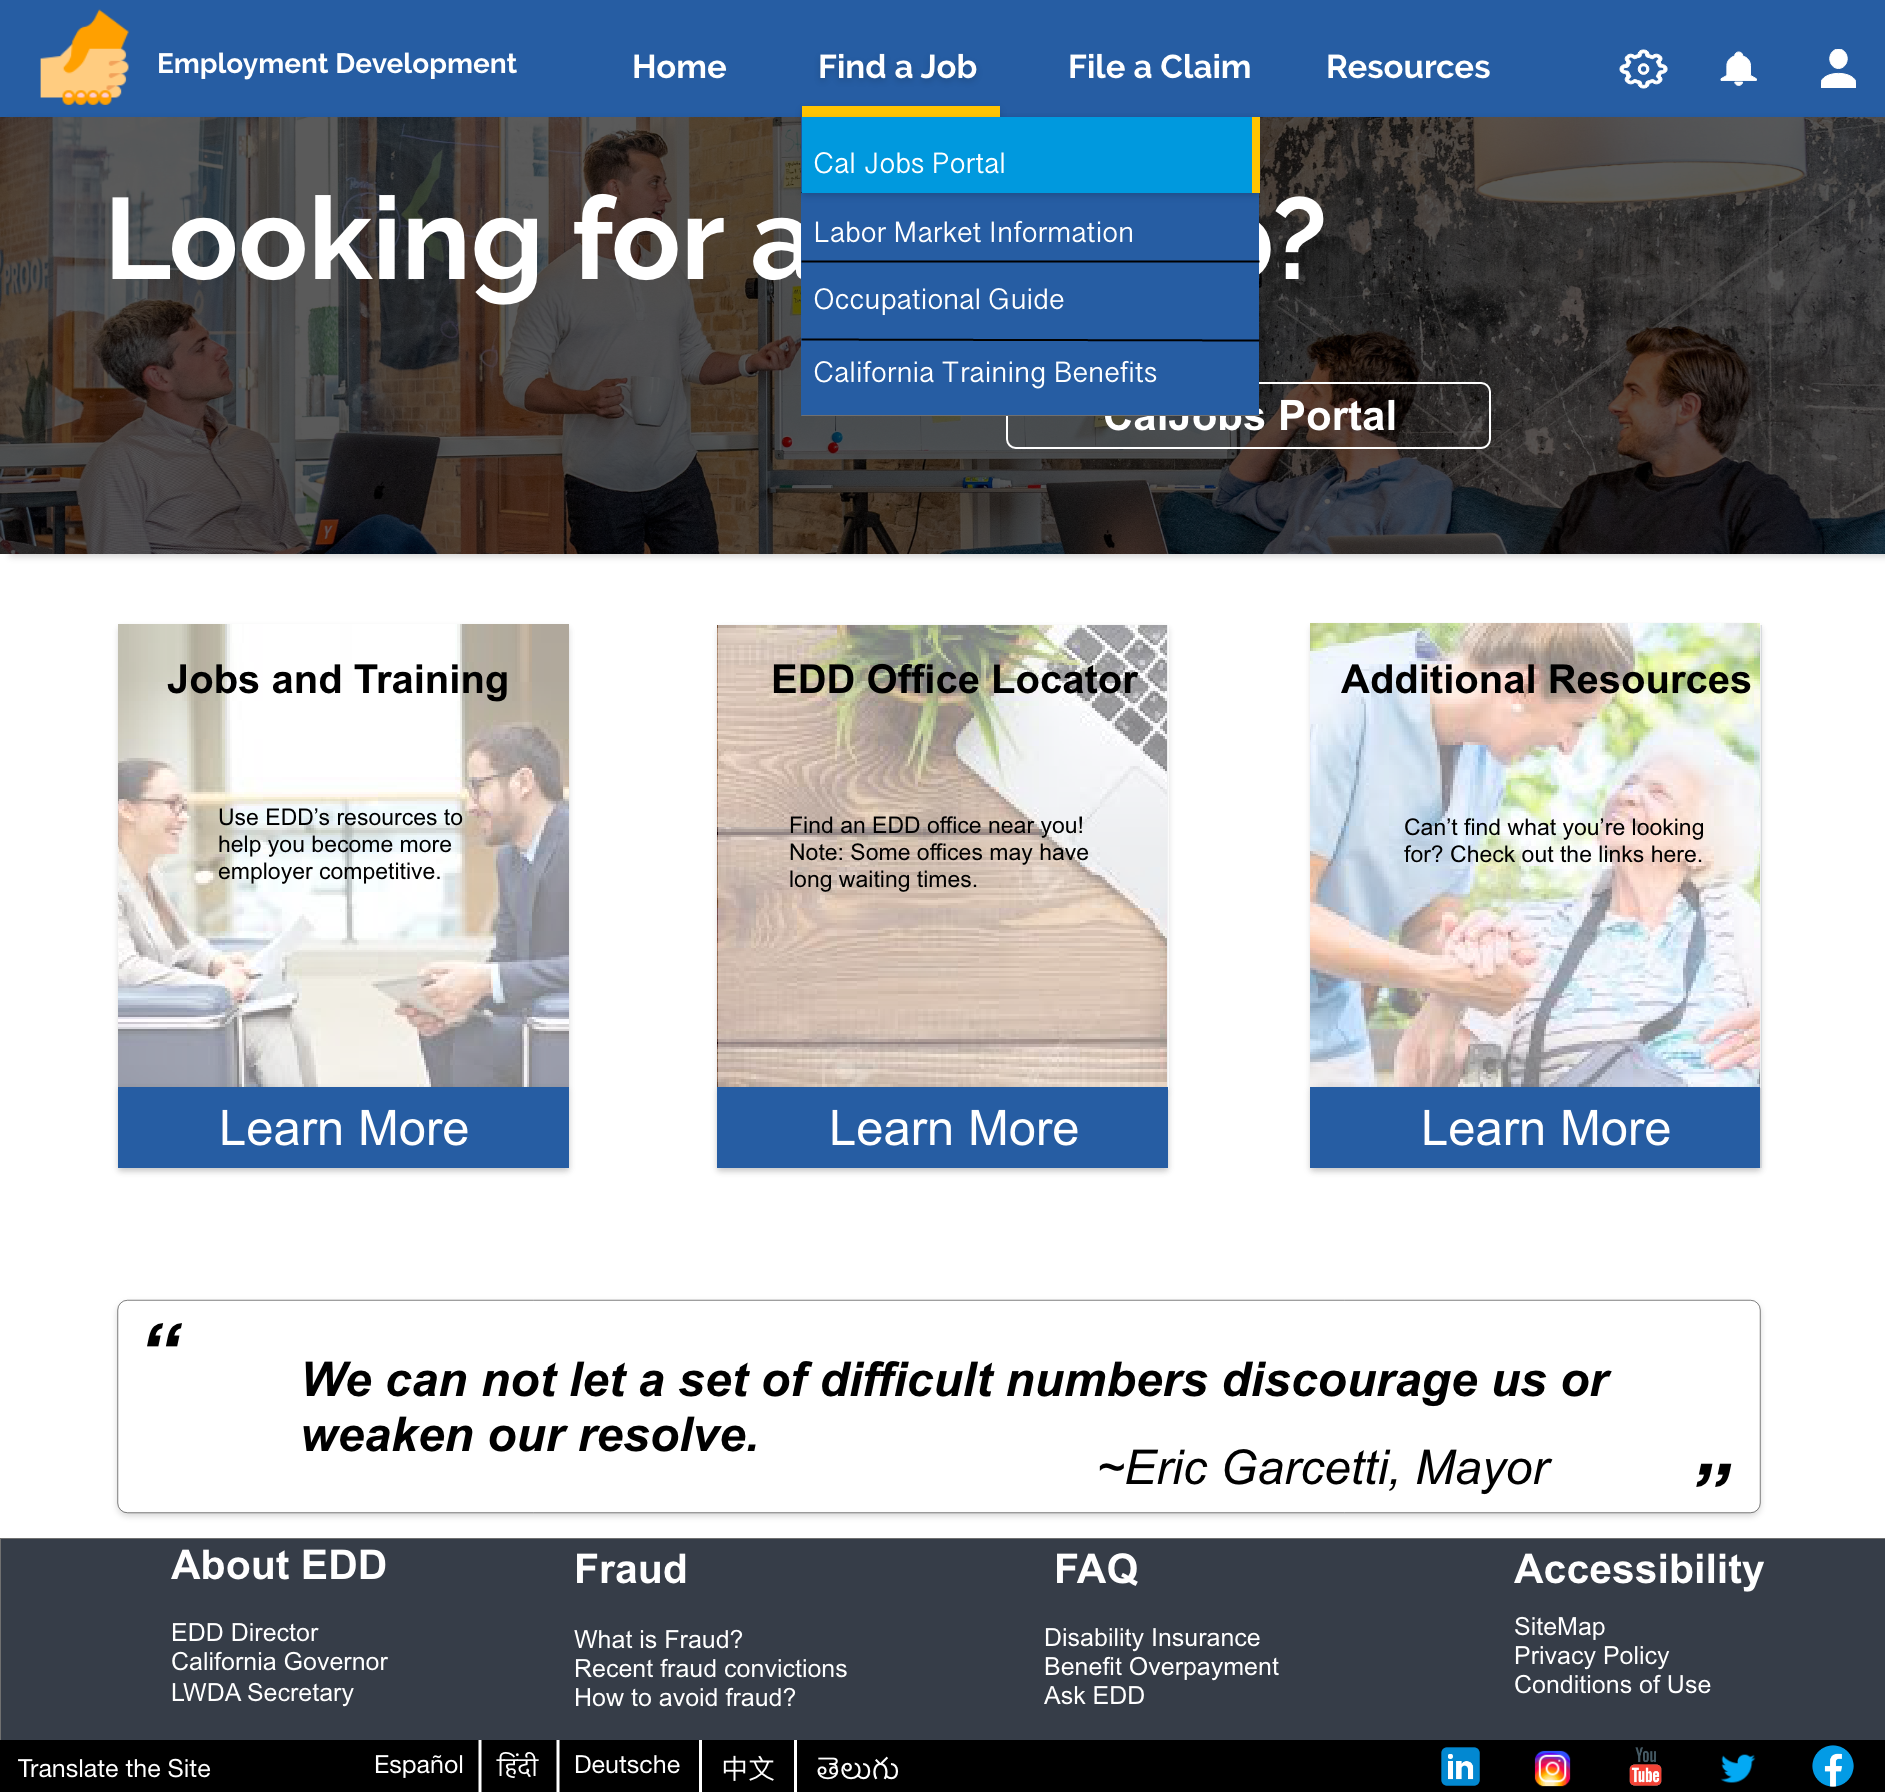 Employment Development
Home
Find a Job
File a Claim
Resources
Cal Jobs Portal
Labor Market Information
Occupational Guide
California Training Benefits
Looking for a
?
CalJobs Portal
PROOF
Y
Jobs and Training
Use EDD’s resources to
help you become more
employer competitive.
Learn More
EDD Office Locator
Find an EDD office near you!
Note: Some offices may have
long waiting times.
Learn More
Additional Resources
Can’t find what you’re looking
for? Check out the links here.
Learn More
“
We can not let a set of difficult numbers discourage us or
weaken our resolve.
~Eric Garcetti, Mayor
”
About EDD
EDD Director
California Governor
LWDA Secretary
Fraud
What is Fraud?
Recent fraud convictions
How to avoid fraud?
FAQ
Disability Insurance
Benefit Overpayment
Ask EDD
Accessibility
SiteMap
Privacy Policy
Conditions of Use
Translate the Site
Español
हिंदी
Deutsche
中文
తెలుగు
in
You
Tube
f